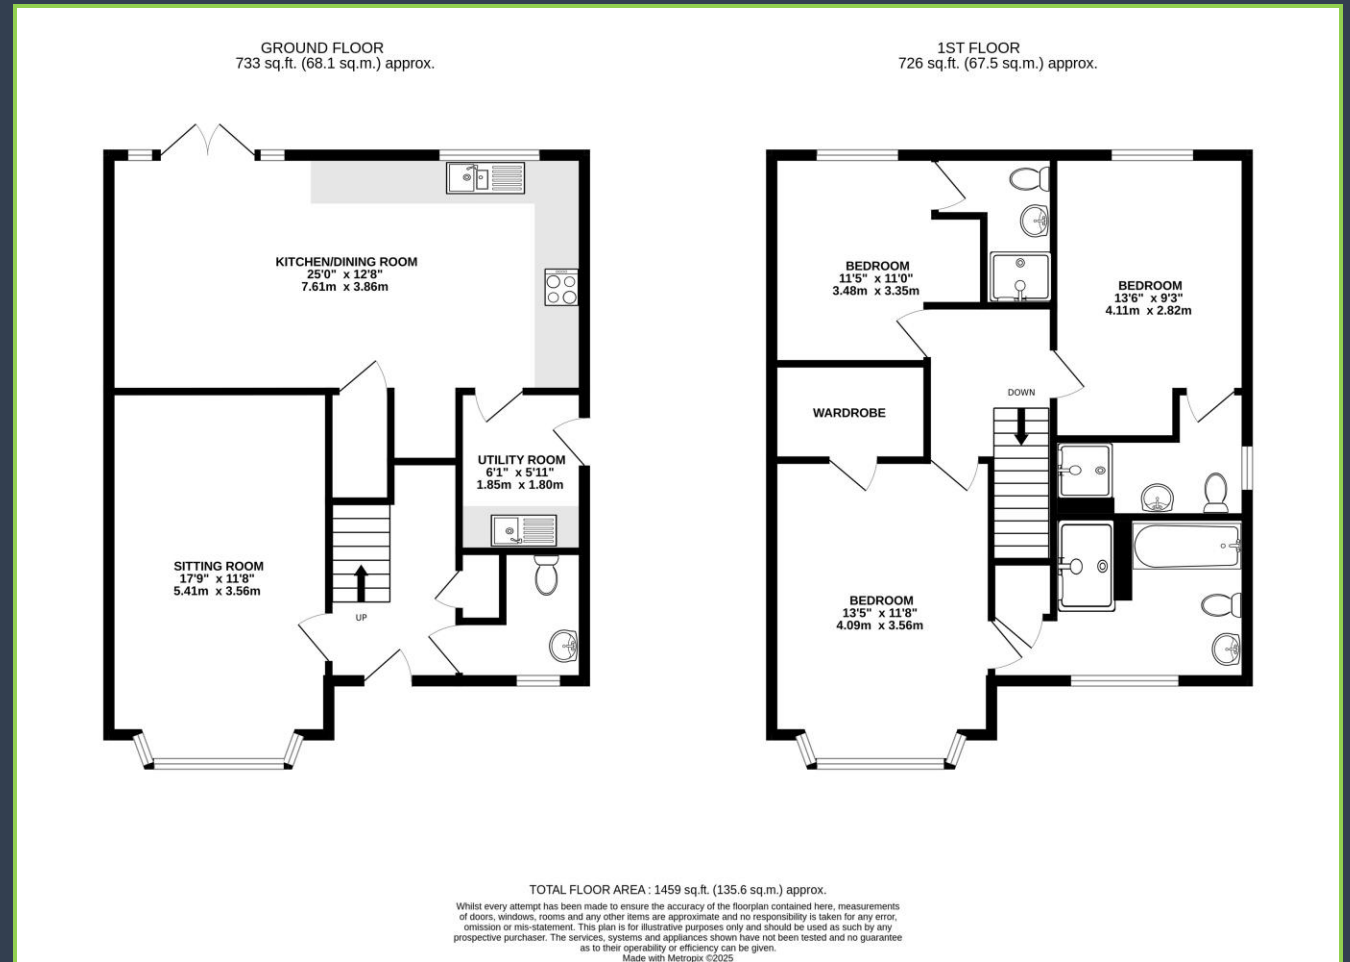 GROUND FLOOR
733 sq.ft. (68.1 sq.m.) approx.
1ST FLOOR
726 sq.ft. (67.5 sq.m.) approx.
KITCHEN/DINING ROOM
25'0" x 12'8"
7.61m x 3.86m
UTILITY ROOM
6'1" x 5'11"
1.85m x 1.80m
SITTING ROOM
17'9" x 11'8"
5.41m x 3.56m
UP
BEDROOM
11'5" x 11'0"
3.48m x 3.35m
BEDROOM
13'6" x 9'3"
4.11m x 2.82m
DOWN
WARDROBE
BEDROOM
13'5" x 11'8"
4.09m x 3.56m
TOTAL FLOOR AREA : 1459 sq.ft. (135.6 sq.m.) approx.
Whilst every attempt has been made to ensure the accuracy of the floorplan contained here, measurements
of doors, windows, rooms and any other items are approximate and no responsibility is taken for any error,
omission or mis-statement. This plan is for illustrative purposes only and should be used as such by any
prospective purchaser. The services, systems and appliances shown have not been tested and no guarantee
as to their operability or efficiency can be given.
Made with Metropix ©2025